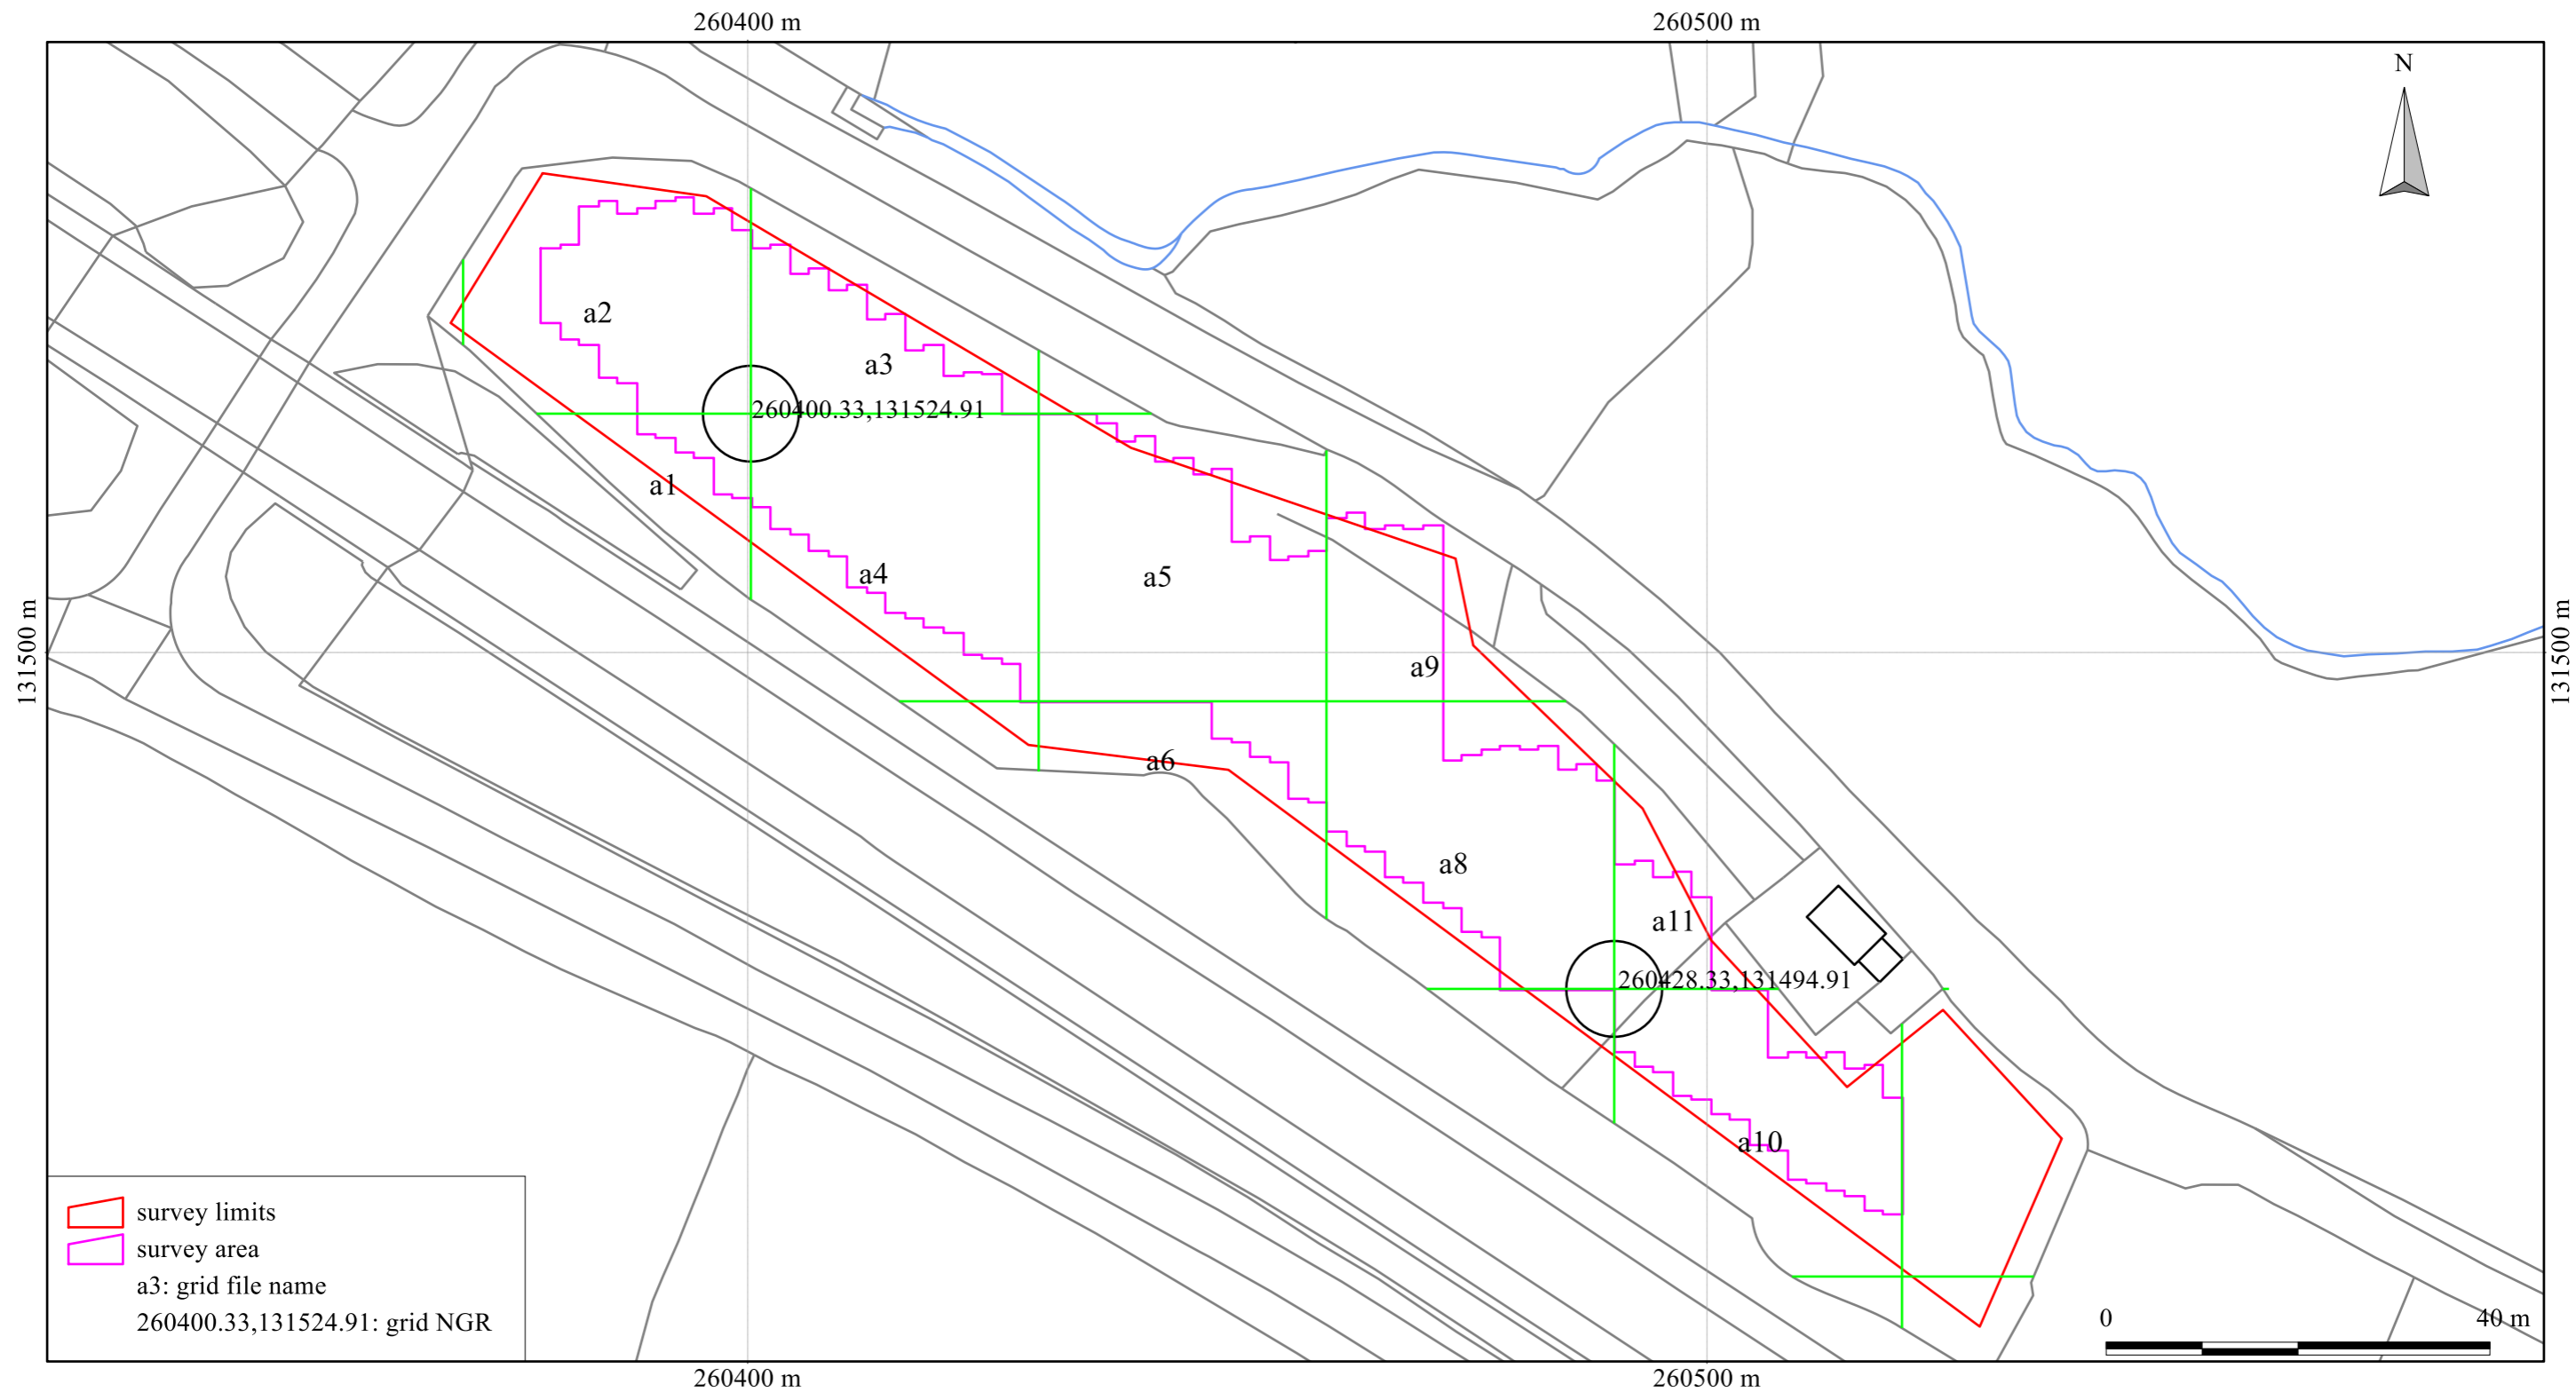 260400 m
260500 m
N
a2
a3
260400.33,131524.91
a1
a4
a5
131500 m
131500 m
a9
a6
a8
a11
260428.33,131494.91
a10
survey limits
survey area
a3: grid file name
260400.33,131524.91: grid NGR
0
40 m
260400 m
260500 m